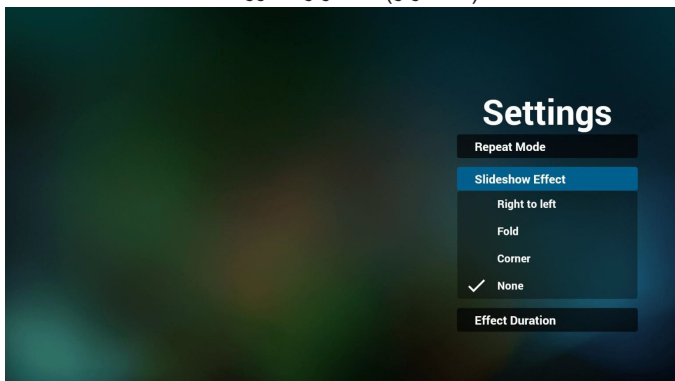 Settings
Repeat Mode
Slideshow Effect
Right to left
Fold
Corner
None
Effect Duration